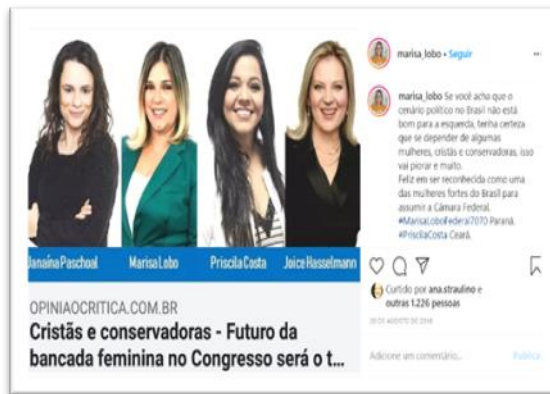 Janaína Paschoal
Marisa Lobo
Priscila Costa
Joice Hasselmann
OPINIAOCRITICA.COM.BR
Cristãs e conservadoras - Futuro da
bancada feminina no Congresso será o t...
marisa_lobo • Seguir
marisa_lobo Se você acha que o
cenário político no Brasil não está
bom para a esquerda, tenha certeza
que se depender de algumas
mulheres, cristãs e conservadoras, isso
vai piorar e muito.
Feliz em ser reconhecida como uma
das mulheres fortes do Brasil para
assumir a Câmara Federal.
#MarisaLoboFederal7070 Paraná.
#PriscilaCosta Ceará.
Curtido por ana.straulino e
outras 1.226 pessoas
DE AGOSTO DE 2018
Adicione um comentário...
Publicar